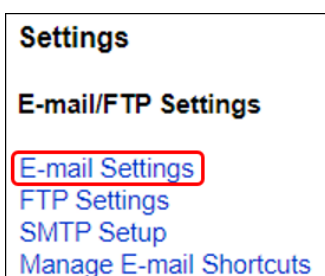 Settings
E-mail/FTP Settings
E-mail Settings
FTP Settings
SMTP Setup
Manage E-mail Shortcuts